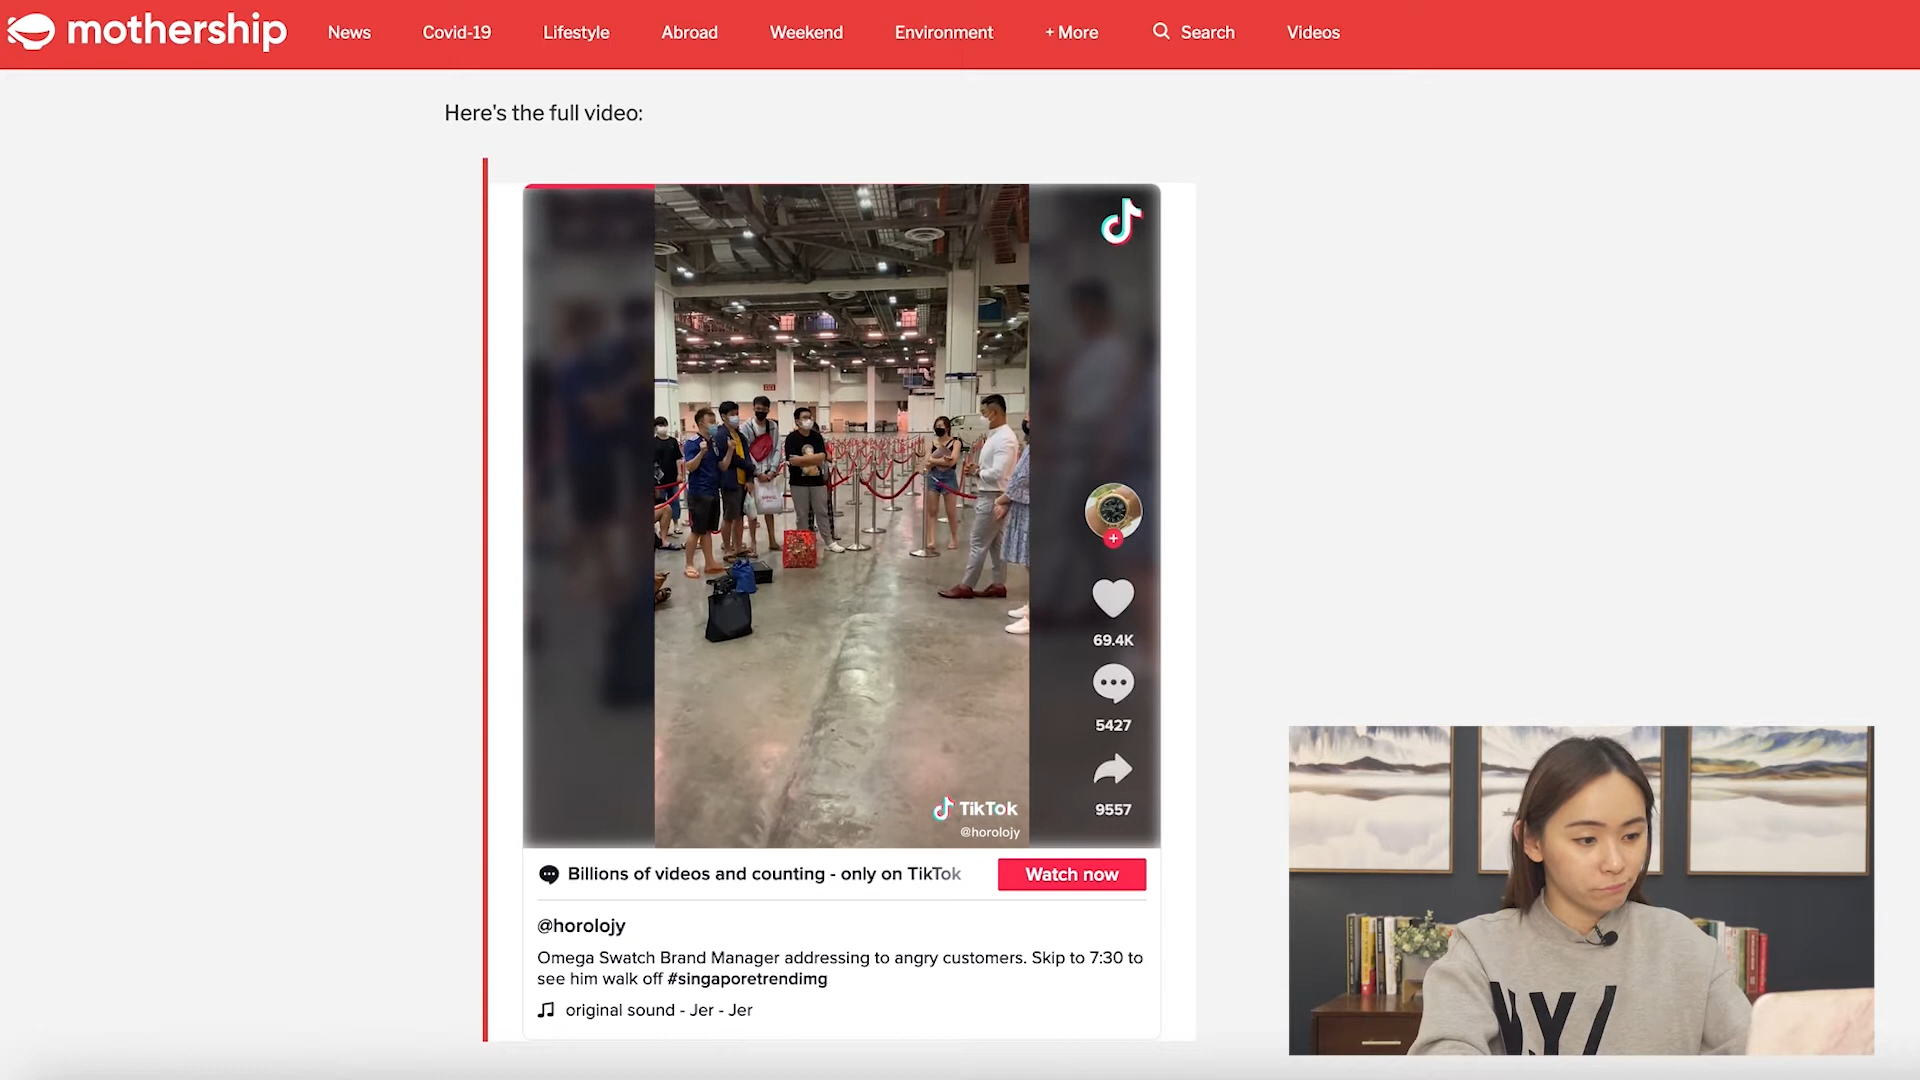 mothership
News
Covid-19
Lifestyle
Abroad
Weekend
Environment
+ More
Search
Videos
Here's the full video:
69.4K
5427
9557
TikTok
@horolojy
Billions of videos and counting - only on TikTok
Watch now
@horolojy
Omega Swatch Brand Manager addressing to angry customers. Skip to 7:30 to
see him walk off #singaporetrendimg
original sound - Jer - Jer